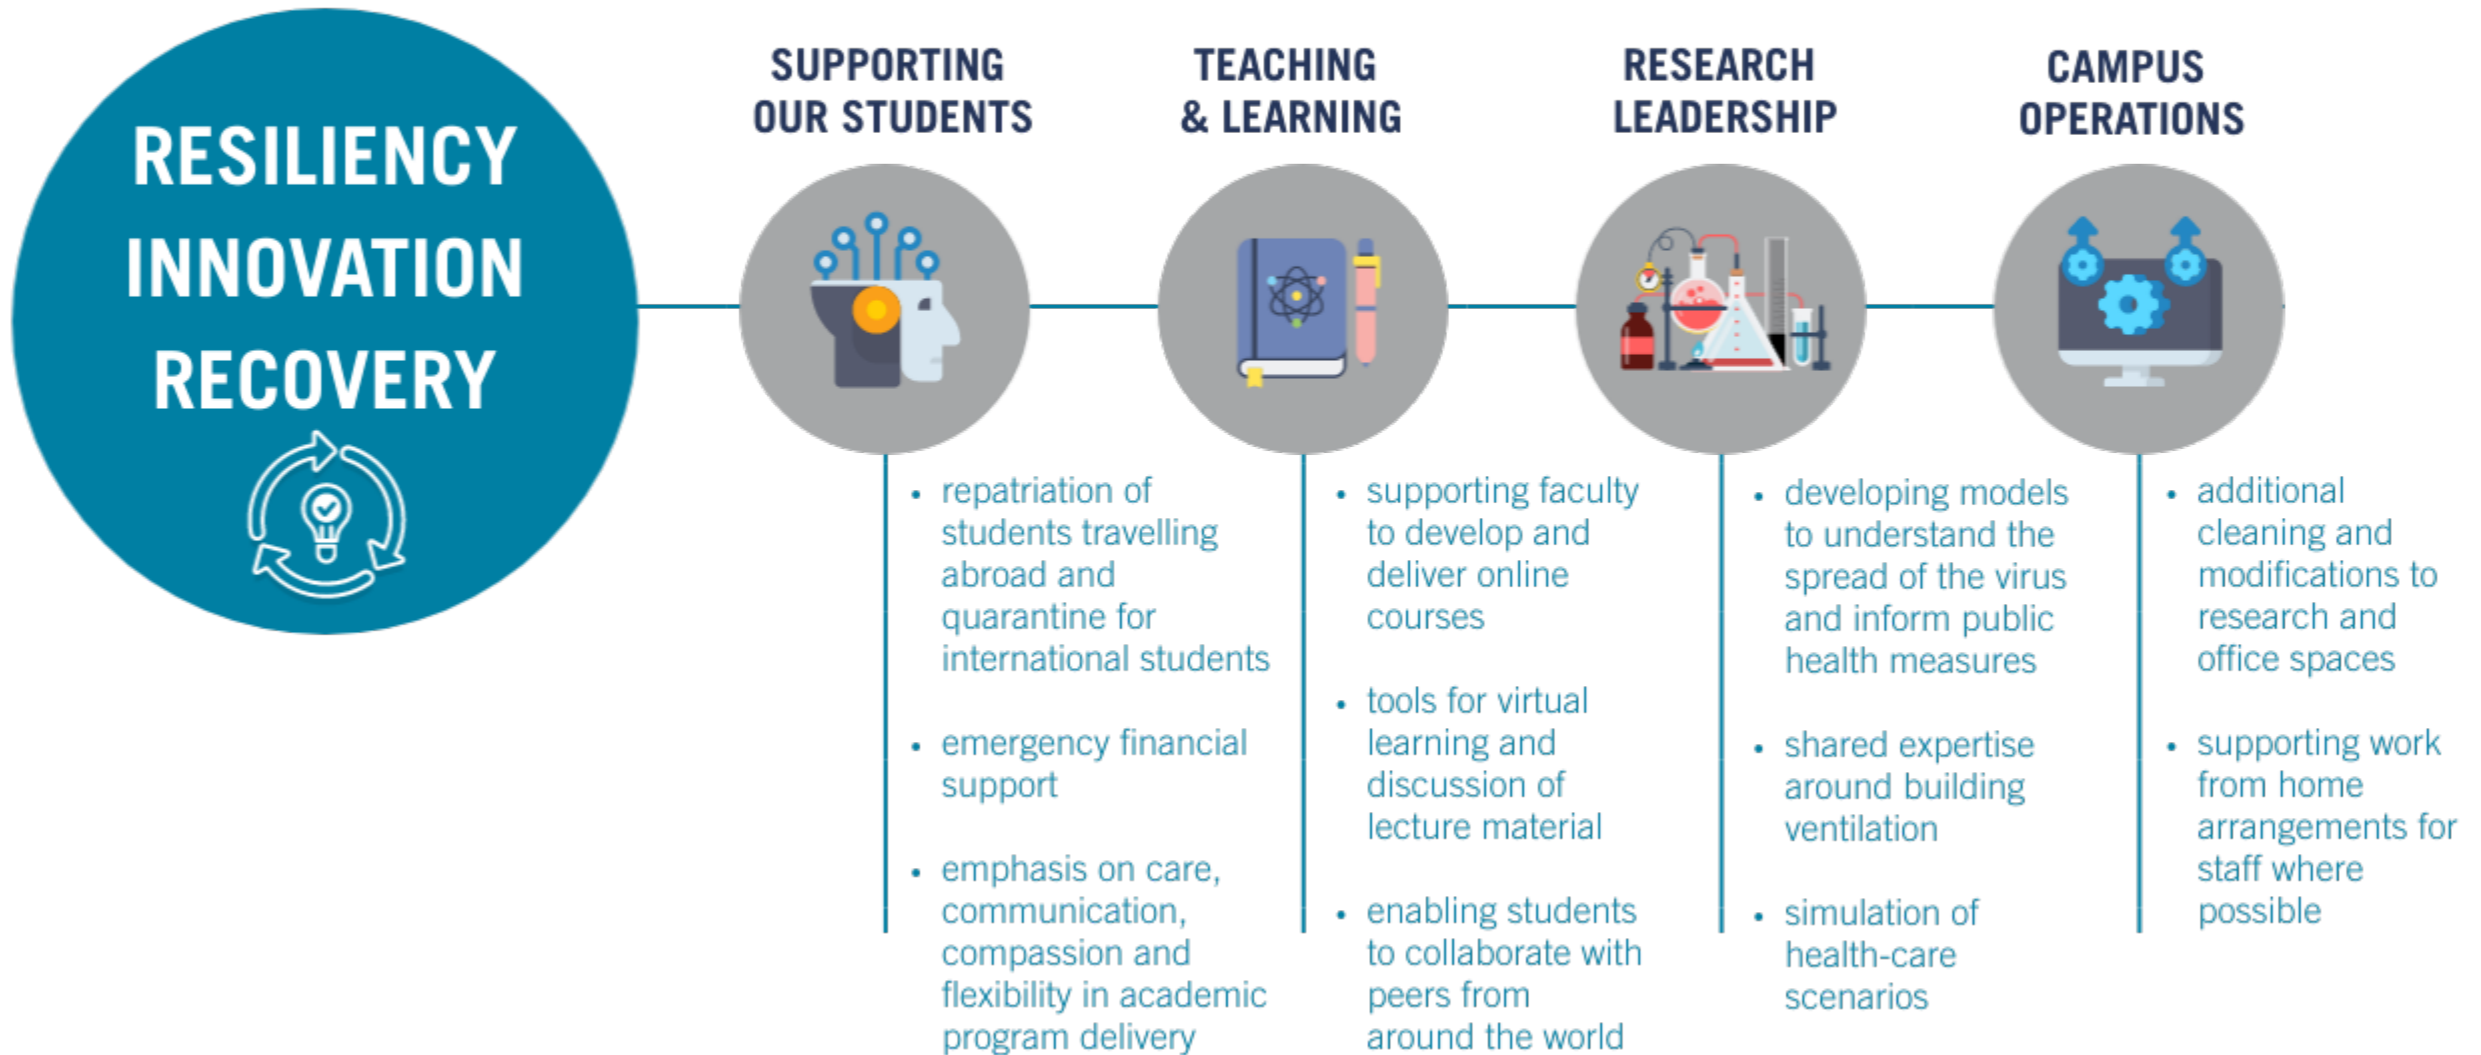 RESILIENCY
INNOVATION
RECOVERY
SUPPORTING
OUR STUDENTS
• repatriation of
students travelling
abroad and
quarantine for
international students
• emergency financial
support
• emphasis on care,
communication,
compassion and
flexibility in academic
program delivery
TEACHING
& LEARNING
• supporting faculty
to develop and
deliver online
courses
• tools for virtual
learning and
discussion of
lecture material
• enabling students
to collaborate with
peers from
around the world
RESEARCH
LEADERSHIP
• developing models
to understand the
spread of the virus
and inform public
health measures
• shared expertise
around building
ventilation
• simulation of
health-care
scenarios
CAMPUS
OPERATIONS
• additional
cleaning and
modifications to
research and
office spaces
• supporting work
from home
arrangements for
staff where
possible